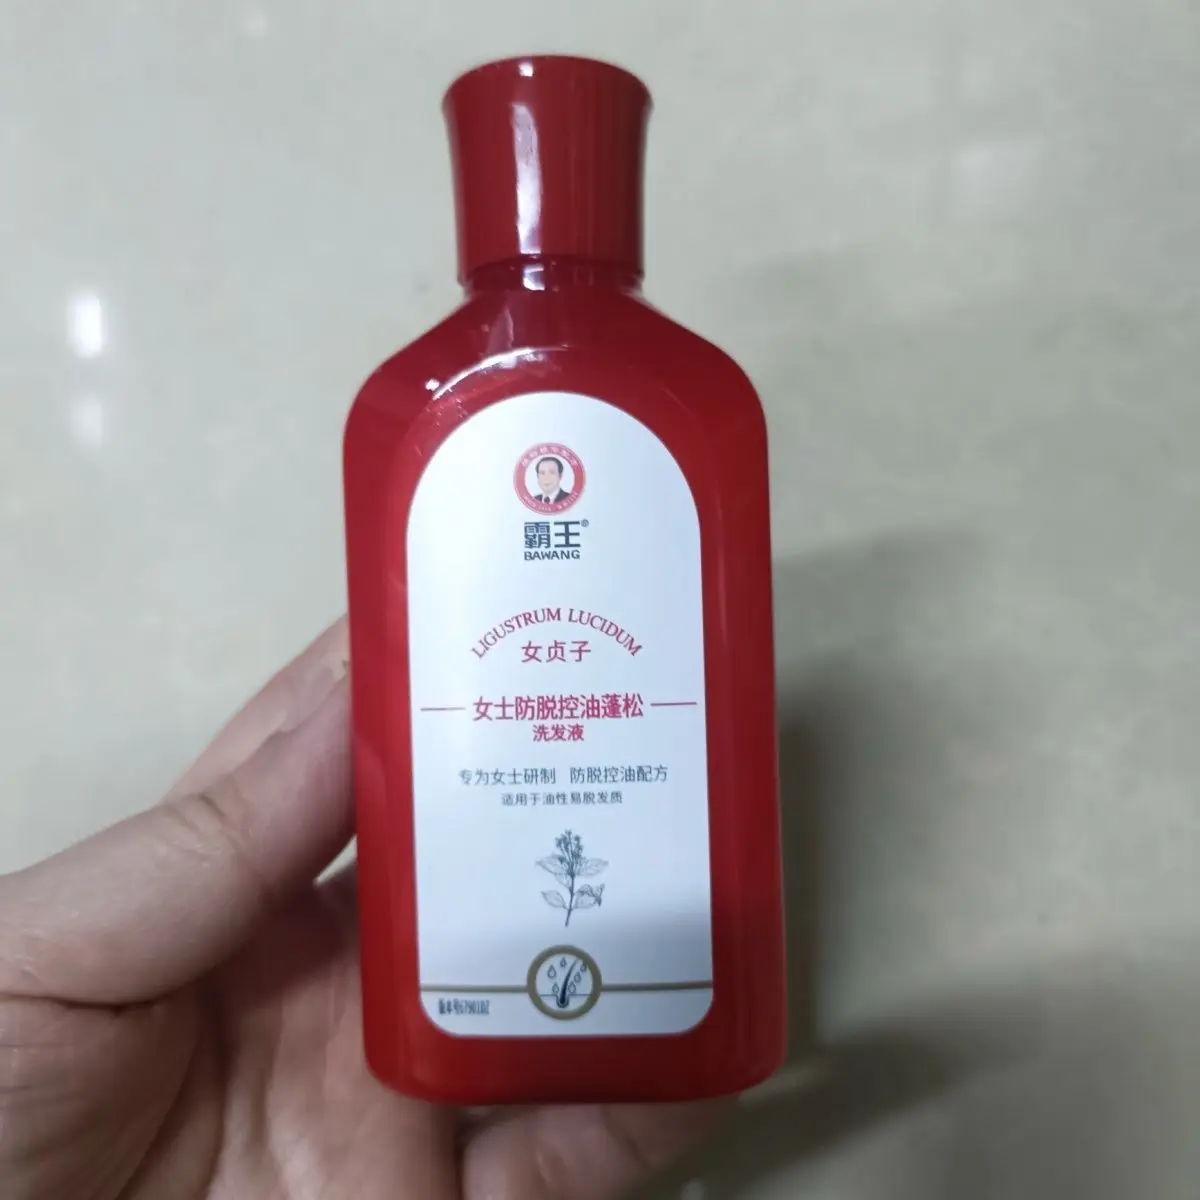 霸王®
BAWANG
LIGUSTRUM LUCIDUM
女贞子
女士防脱控油蓬松
洗发液
专为女士研制 防脱控油配方
适用于油性易脱发质